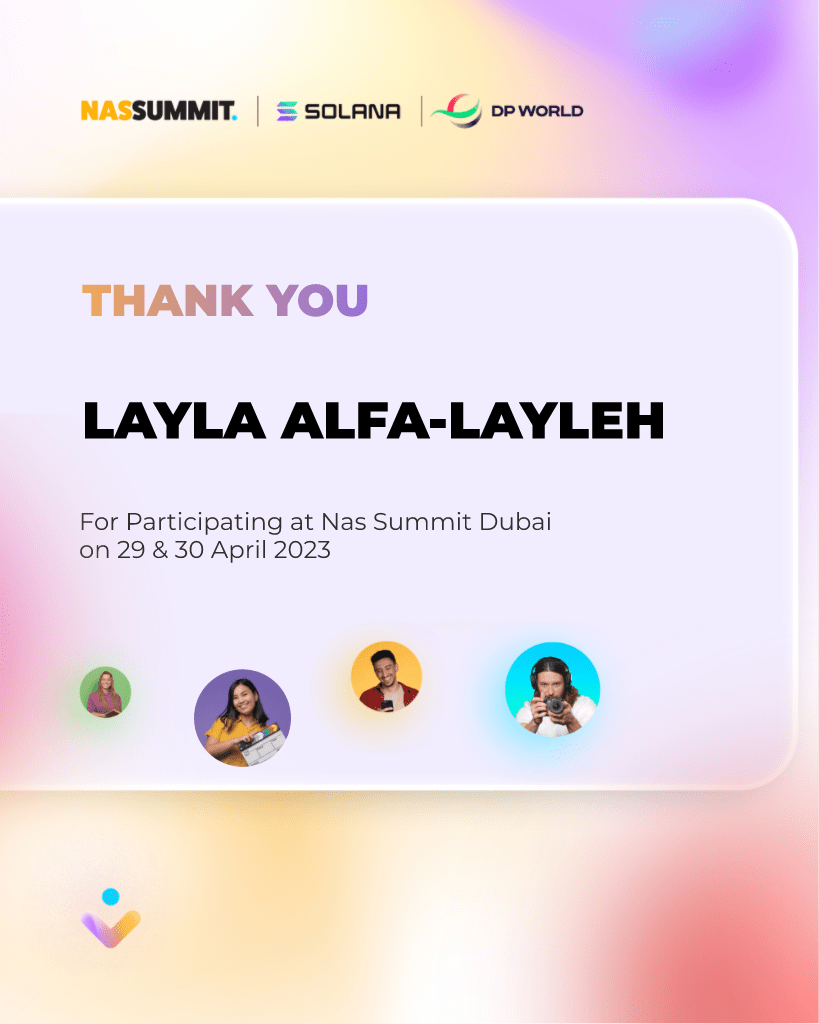 NASSUMMIT. | SOLANA | DP WORLD
THANK YOU
LAYLA ALFA-LAYLEH
For Participating at Nas Summit Dubai
on 29 & 30 April 2023